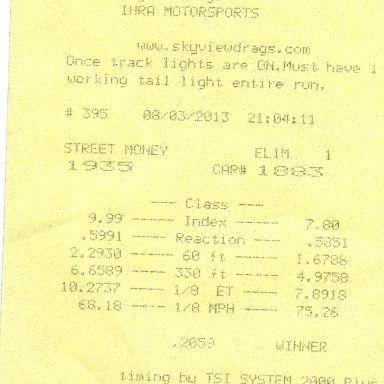 IHRA MOTORSPORTS
www.skyviewdrags.com
Once track lights are ON.Must have 1
working tail light entire run.
# 395 08/03/2013 21:04:11
STREET MONEY ELIM 1
1935 CAR# 1883
--- Class ---
9.99 ----- Index ----- 7.80
.5991 ---- Reaction --- .5851
2.2930 ----- 60 ft ---- 1.6788
6.6589 ---- 330 ft ---- 4.9758
10.2737 ---- 1/8 ET ---- 7.8918
68.18 ---- 1/8 MPH ---- 75.26
.2059 WINNER
timing by TSI SYSTEM 2000 Plus